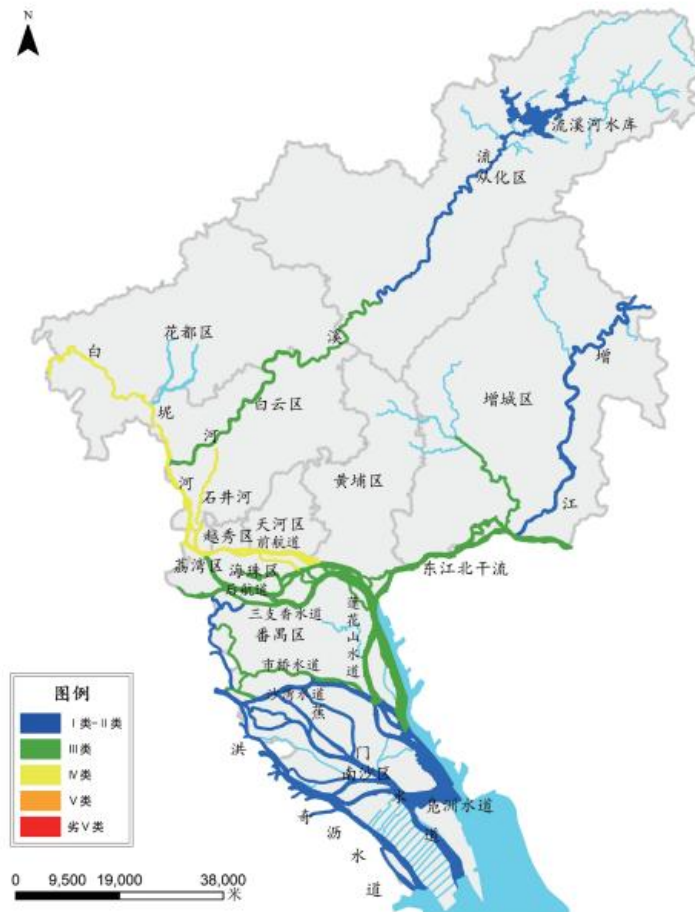 N
流溪河水库
流
从化区
溪
花都区
白
坭
河
白云区
河
石井河
增
增城区
江
黄埔区
天河区
越秀区
前航道
荔湾区
海珠区
后航道
东江北干流
三支香水道
番禺区
莲花山水道
市桥水道
沙湾水道
蕉
门
水
道
南沙区
洪
奇
沥
水
道
凫洲水道
图例
Ⅰ类-Ⅱ类
Ⅲ类
Ⅳ类
Ⅴ类
劣Ⅴ类
0 9,500 19,000 38,000
米